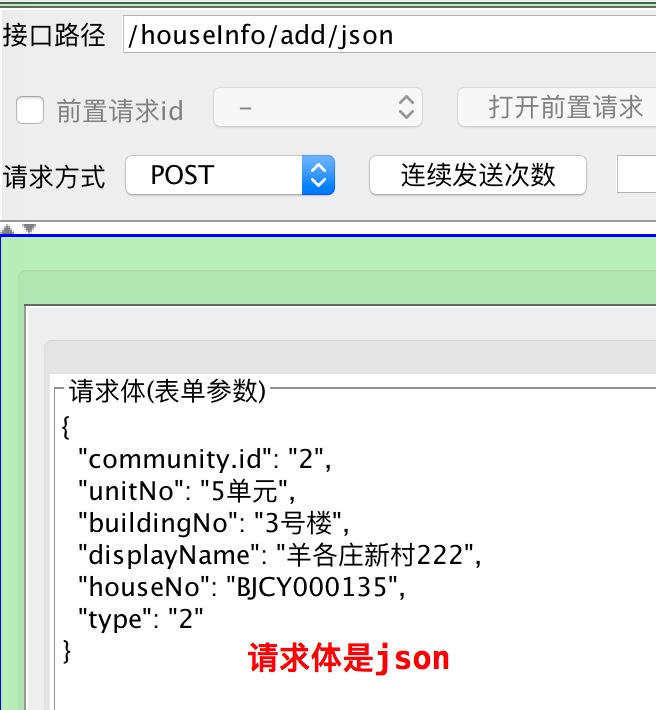 接口路径 /houseInfo/add/json
前置请求id – 打开前置请求
请求方式 POST 连续发送次数
请求体(表单参数)
{
"community.id": "2",
"unitNo": "5单元",
"buildingNo": "3号楼",
"displayName": "羊各庄新村222",
"houseNo": "BJCY000135",
"type": "2"
}
请求体是json